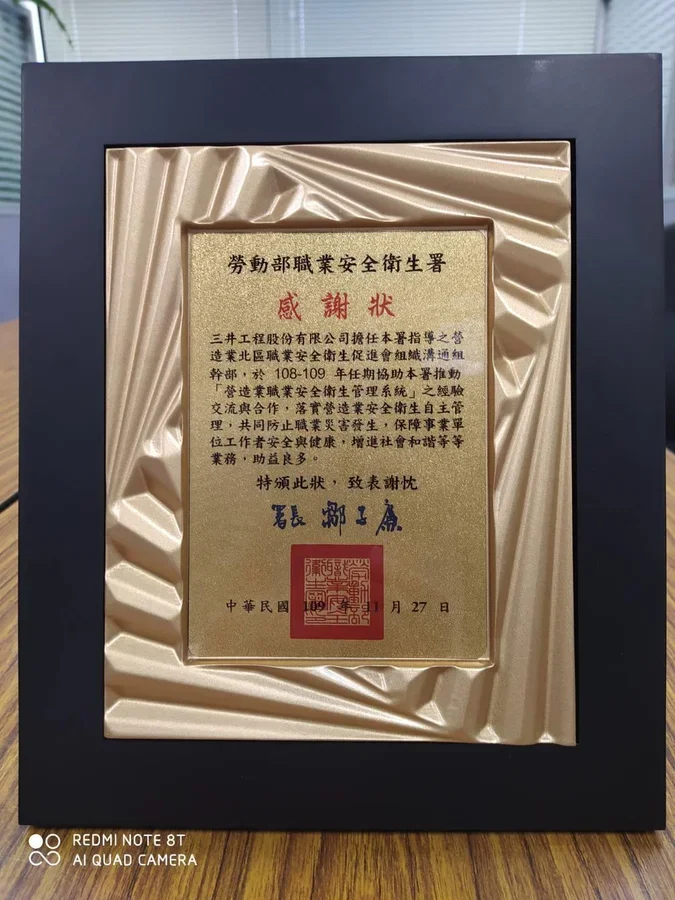 勞動部職業安全衛生署
感謝狀
三井工程股份有限公司擔任本署指導之營
造業北區職業安全衛生促進會組織溝通組
幹部，於 108-109 年任期協助本署推動
「營造業職業安全衛生管理系統」之經驗
交流與合作，落實營造業安全衛生自主管
理，共同防止職業災害發生，保障事業單
位工作者安全與健康，增進社會和諧等等
業務，助益良多。
特頒此狀，致表謝忱
署長 鄒子廉
中華民國 109 年 11 月 27 日
REDMI NOTE 8T
AI QUAD CAMERA